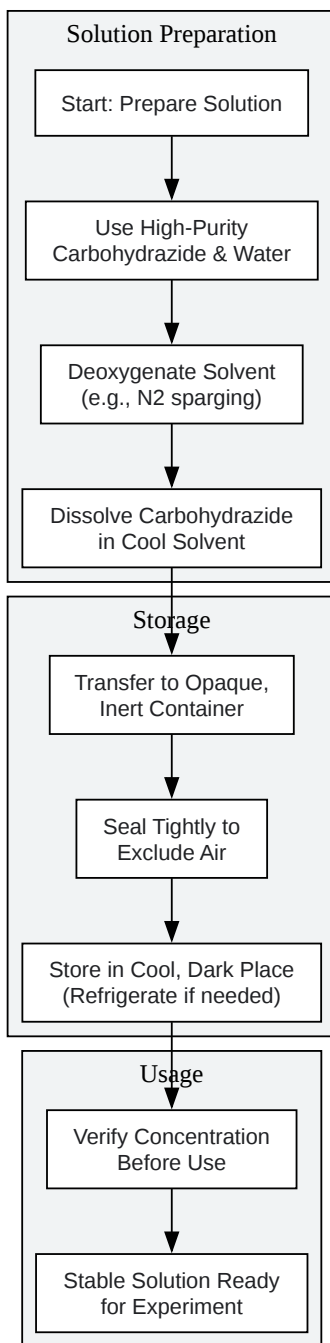 Solution Preparation
Start: Prepare Solution
Use High-Purity
Carbohydrazide & Water
Deoxygenate Solvent
(e.g., N2 sparging)
Dissolve Carbohydrazide
in Cool Solvent
Storage
Transfer to Opaque,
Inert Container
Seal Tightly to
Exclude Air
Store in Cool, Dark Place
(Refrigerate if needed)
Usage
Verify Concentration
Before Use
Stable Solution Ready
for Experiment